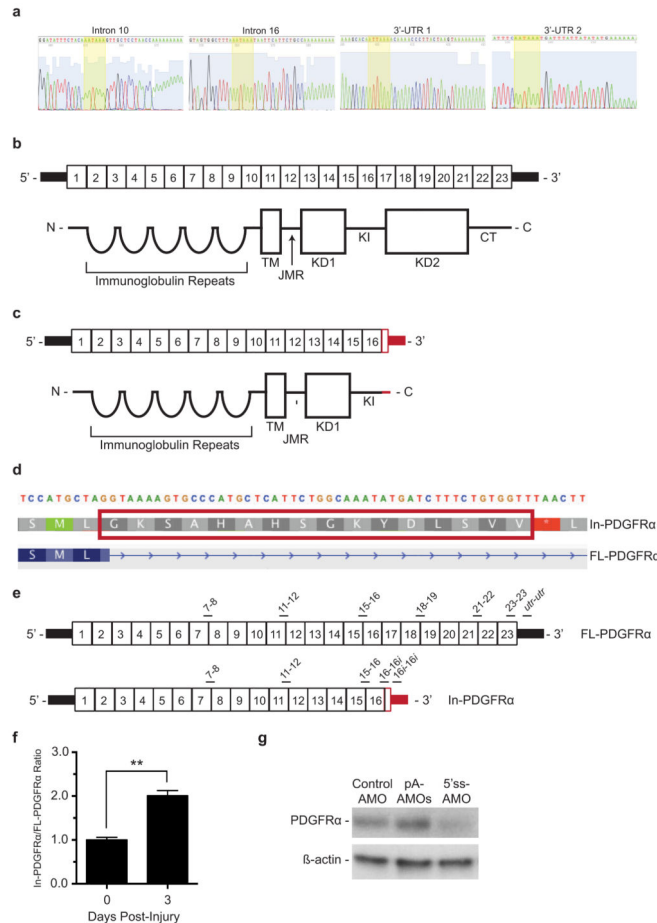 a
Intron 10
Intron 16
3'-UTR 1
3'-UTR 2
b
5' -
1 2 3 4 5 6 7 8 9 10 11 12 13 14 15 16 17 18 19 20 21 22 23
- 3'
N -
- C
TM
JMR
KD1
KI
KD2
CT
Immunoglobulin Repeats
c
5' -
1 2 3 4 5 6 7 8 9 10 11 12 13 14 15 16
- 3'
N -
- C
TM
JMR
KD1
KI
Immunoglobulin Repeats
d
TCCATGCTAGGTAAAAGTGCCCATGCTCATTCTGGCAAATATGATCTTTCTGTGGTTTAACTT
S M L G K S A H A H S G K Y D L S V V * L
In-PDGFRα
S M L
FL-PDGFRα
e
7-8
11-12
15-16
18-19
21-22
23-23
utr-utr
5' -
1 2 3 4 5 6 7 8 9 10 11 12 13 14 15 16 17 18 19 20 21 22 23
- 3'
FL-PDGFRα
7-8
11-12
15-16
16-16i
16i-16i
5' -
1 2 3 4 5 6 7 8 9 10 11 12 13 14 15 16
- 3'
In-PDGFRα
f
In-PDGFRα/FL-PDGFRα Ratio
2.0
1.0
0.0
**
0
3
Days Post-Injury
g
Control AMO
pA-AMOs
5'ss-AMO
PDGFRα -
ß-actin -